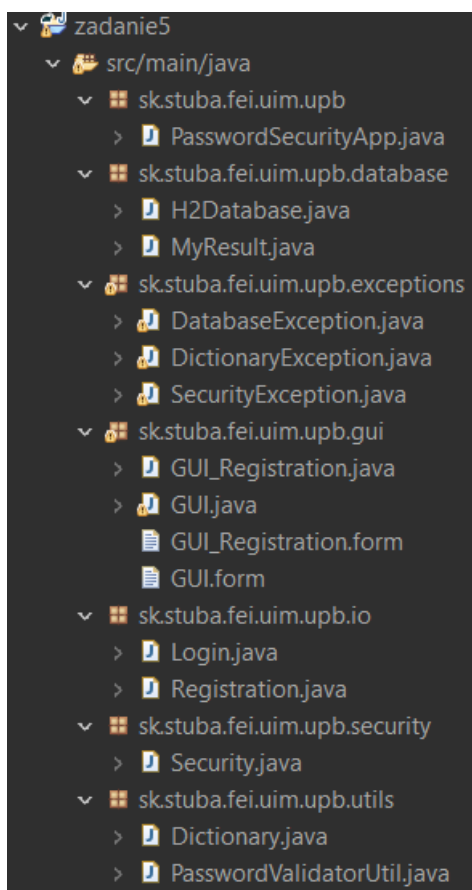 zadanie5
src/main/java
sk.stuba.fei.uim.upb
PasswordSecurityApp.java
sk.stuba.fei.uim.upb.database
H2Database.java
MyResult.java
sk.stuba.fei.uim.upb.exceptions
DatabaseException.java
DictionaryException.java
SecurityException.java
sk.stuba.fei.uim.upb.gui
GUI_Registration.java
GUI.java
GUI_Registration.form
GUI.form
sk.stuba.fei.uim.upb.io
Login.java
Registration.java
sk.stuba.fei.uim.upb.security
Security.java
sk.stuba.fei.uim.upb.utils
Dictionary.java
PasswordValidatorUtil.java